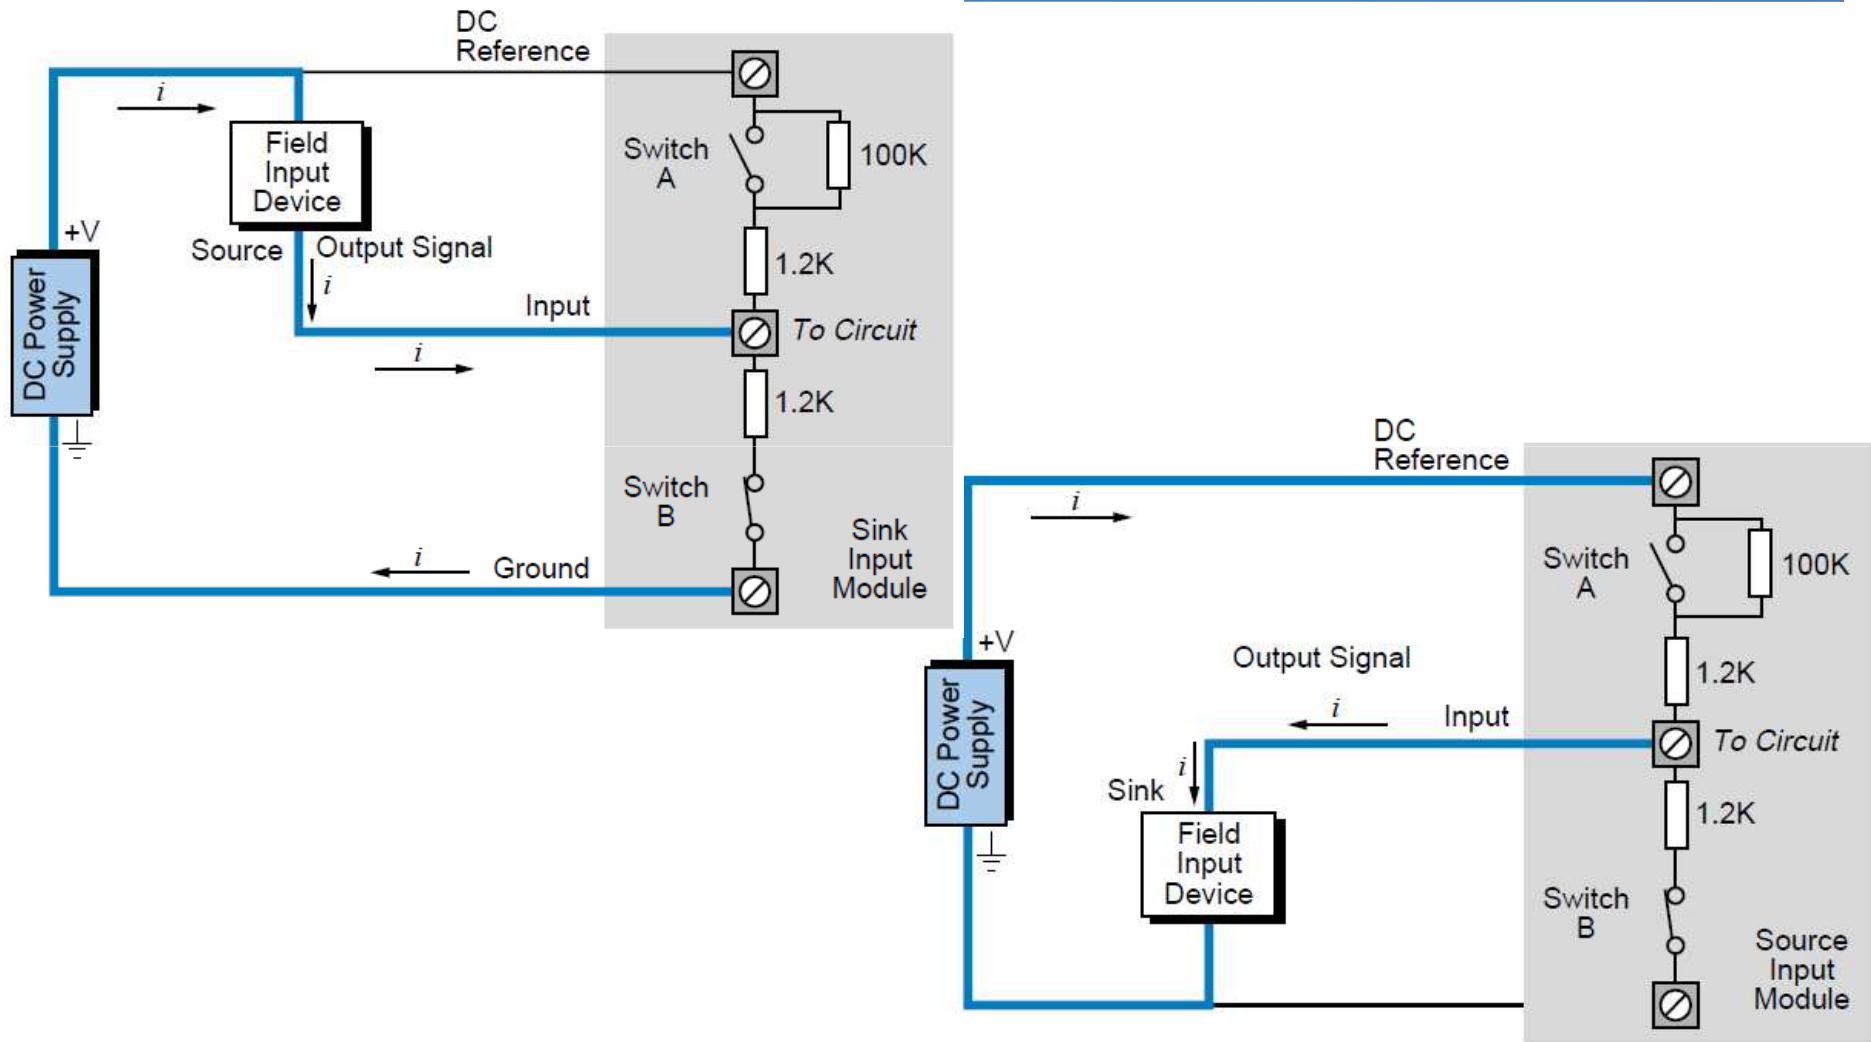 DC
Reference
i
Field
Input
Device
+V
Source
Output Signal
i
Input
i
DC Power
Supply
Switch
A
100K
1.2K
To Circuit
1.2K
Switch
B
i
Ground
Sink
Input
Module
DC
Reference
i
+V
DC Power
Supply
Output Signal
i
Input
i
Sink
Field
Input
Device
Switch
A
100K
1.2K
To Circuit
1.2K
Switch
B
Source
Input
Module